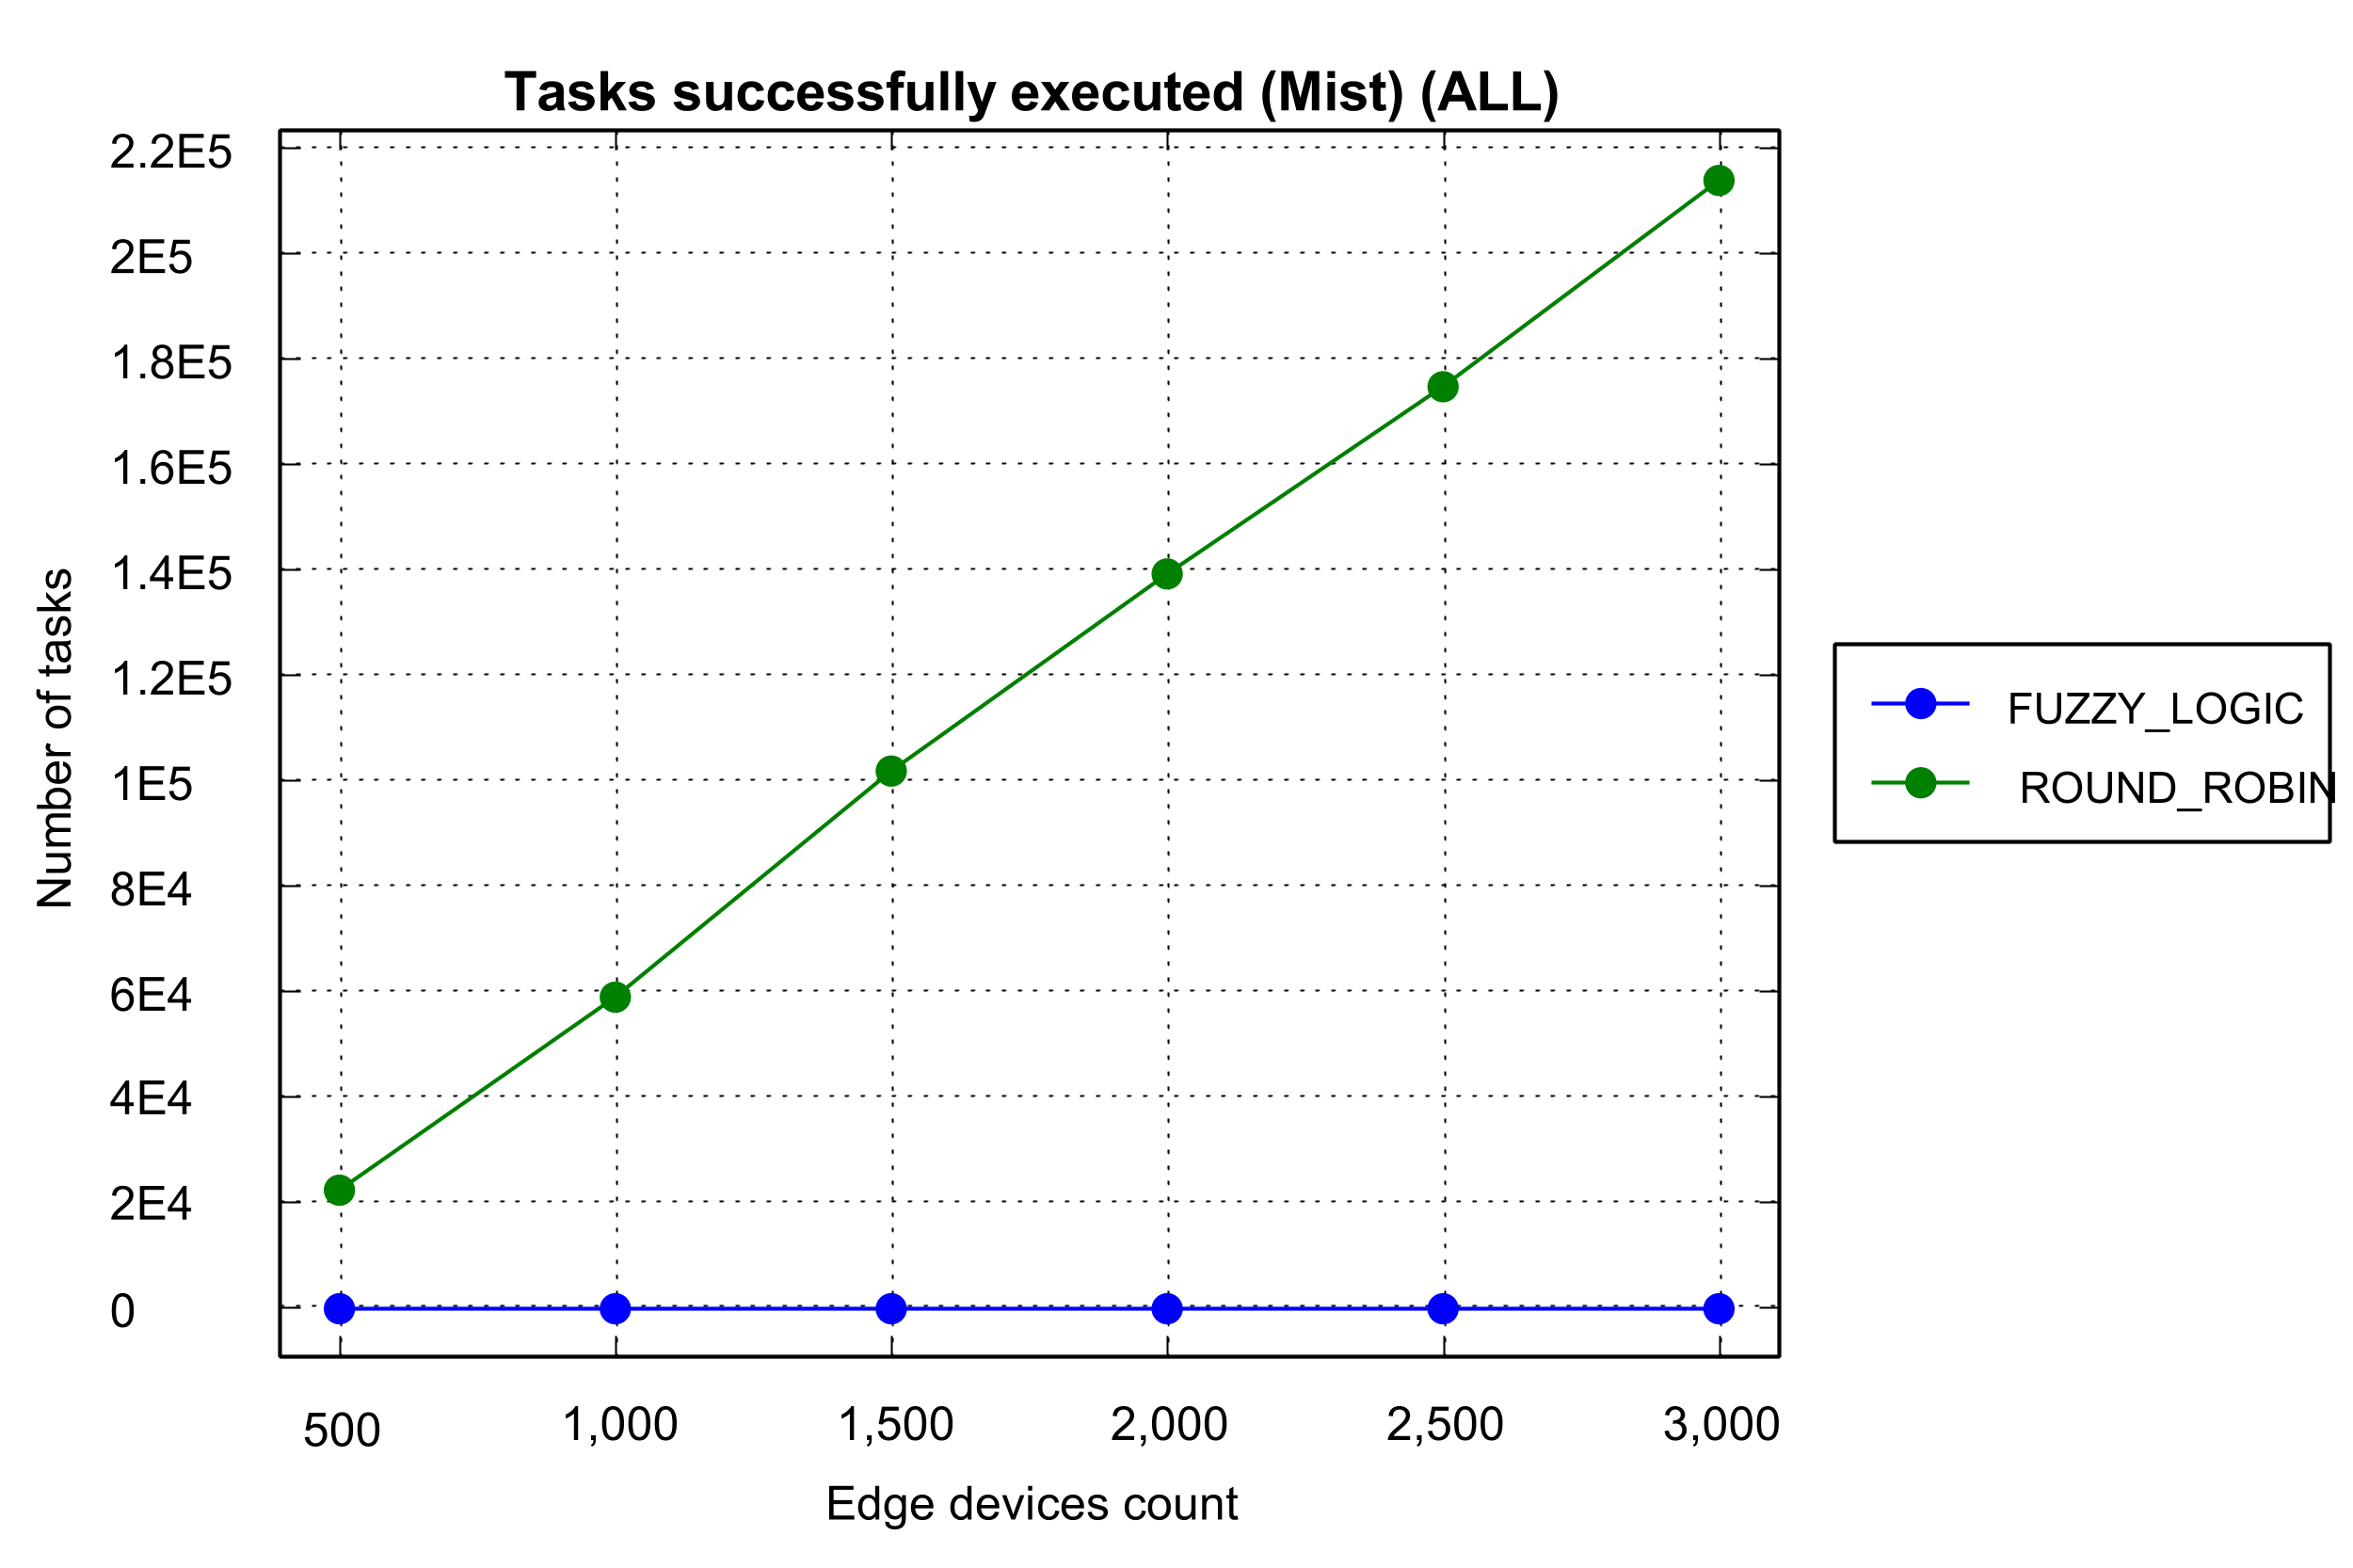 Tasks successfully executed (Mist) (ALL)
2.2E5
2E5
1.8E5
1.6E5
1.4E5
1.2E5
1E5
8E4
6E4
4E4
2E4
0
Number of tasks
500
1,000
1,500
2,000
2,500
3,000
Edge devices count
FUZZY_LOGIC
ROUND_ROBIN